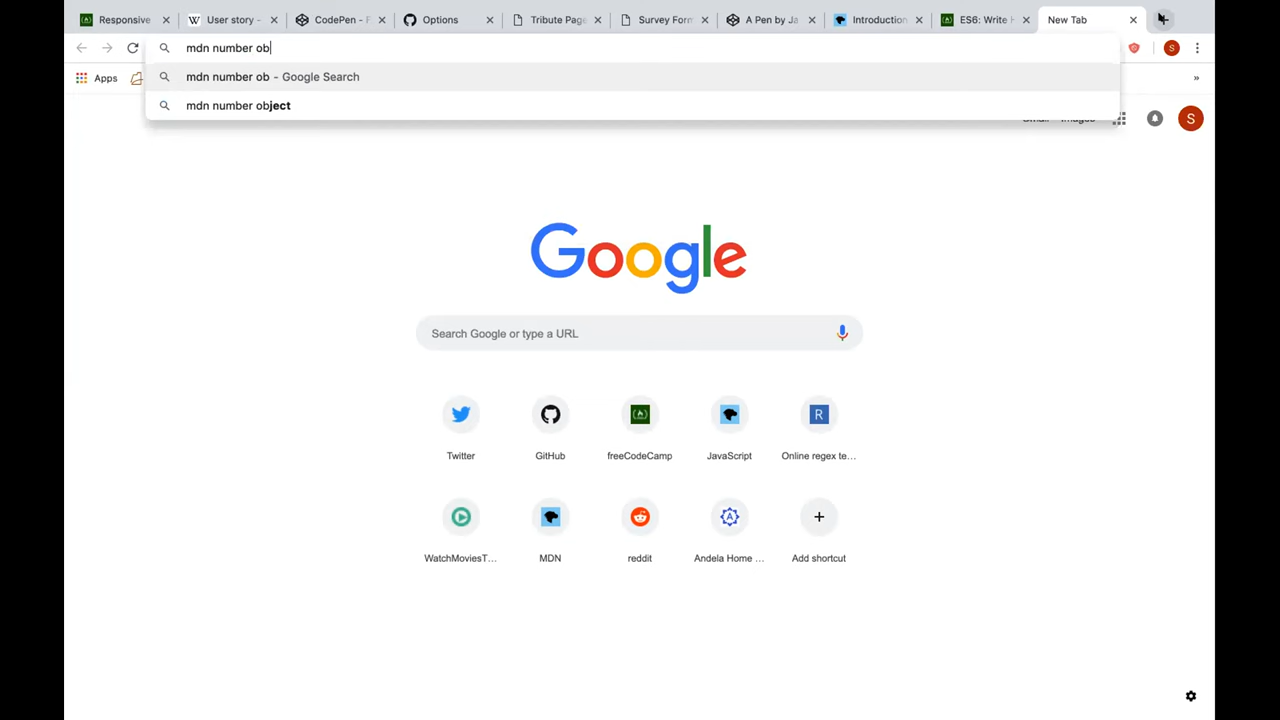 Responsive
User story -
CodePen - F
Options
Tribute Page
Survey Form
A Pen by Ja
Introduction
ES6: Write H
New Tab
mdn number ob
S
Apps
mdn number ob - Google Search
»
mdn number object
Gmail Images
S
Google
Search Google or type a URL
R
Twitter
GitHub
freeCodeCamp
JavaScript
Online regex te...
WatchMoviesT...
MDN
reddit
Andela Home ...
Add shortcut